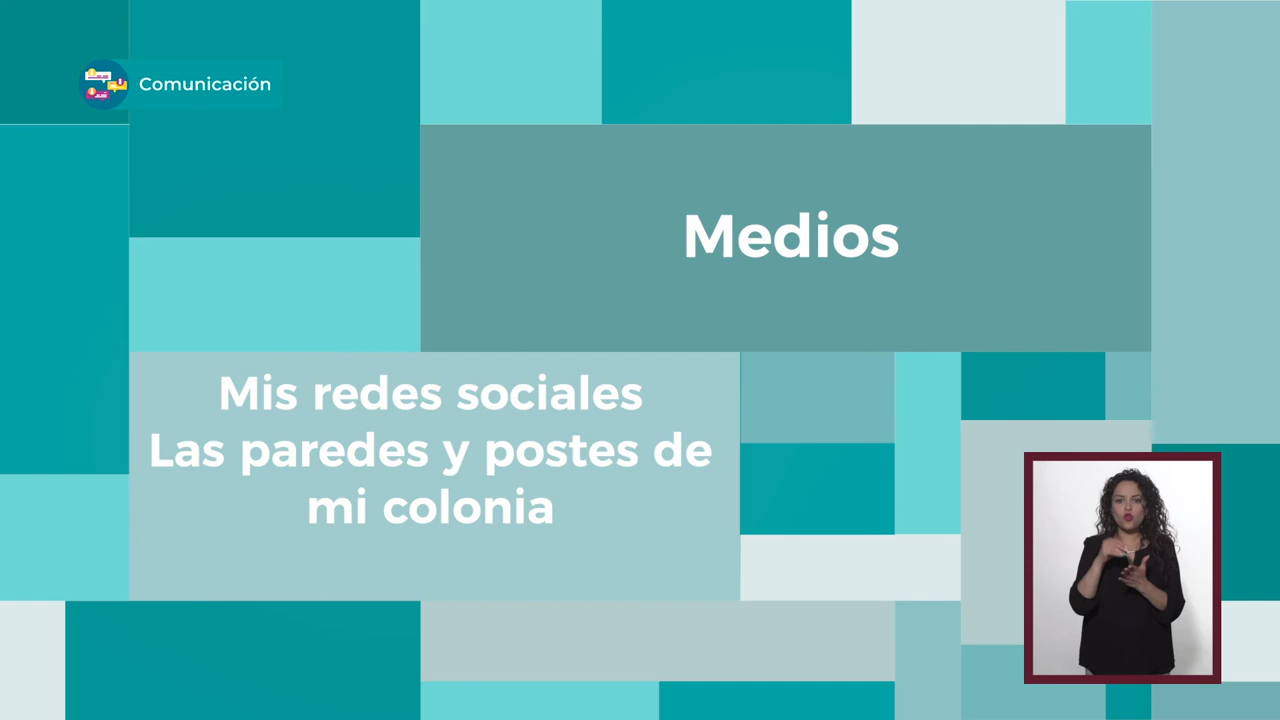 Comunicación
Medios
Mis redes sociales
Las paredes y postes de
mi colonia